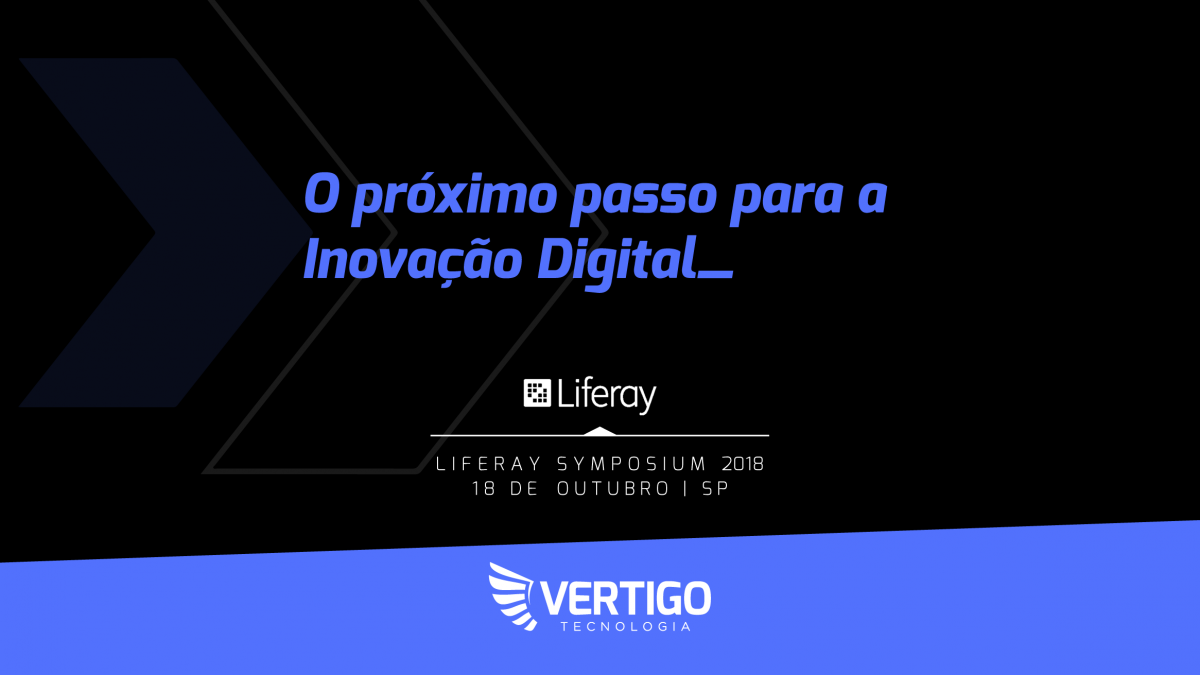 O próximo passo para a
Inovação Digital_
Liferay
LIFERAY SYMPOSIUM 2018
18 DE OUTUBRO | SP
VERTIGO
TECNOLOGIA